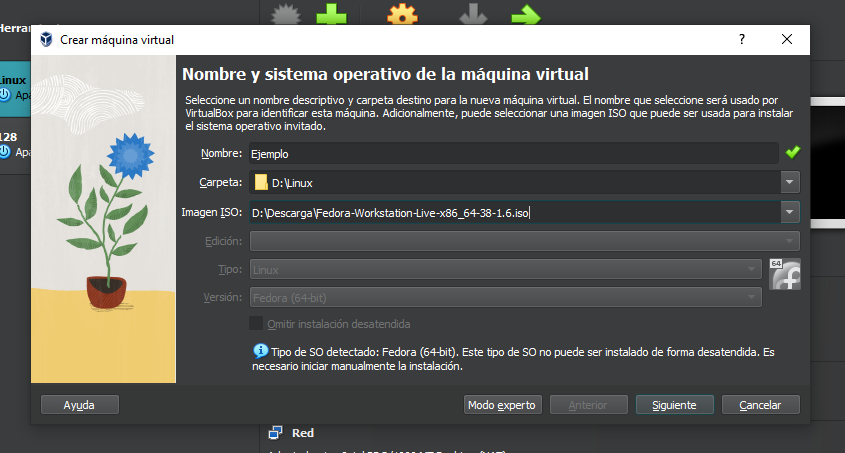 Crear máquina virtual
?
Linux
128
Nombre y sistema operativo de la máquina virtual
Seleccione un nombre descriptivo y carpeta destino para la nueva máquina virtual. El nombre que seleccione será usado por
VirtualBox para identificar esta máquina. Adicionalmente, puede seleccionar una imagen ISO que puede ser usada para instalar
el sistema operativo invitado.
Nombre: Ejemplo
Carpeta: D:\Linux
Imagen ISO: D:\Descarga\Fedora-Workstation-Live-x86_64-38-1.6.iso
Edición:
Tipo: Linux
64
Versión: Fedora (64-bit)
Omitir instalación desatendida
Tipo de SO detectado: Fedora (64-bit). Este tipo de SO no puede ser instalado de forma desatendida. Es
necesario iniciar manualmente la instalación.
Ayuda Modo experto Anterior Siguiente Cancelar
Red